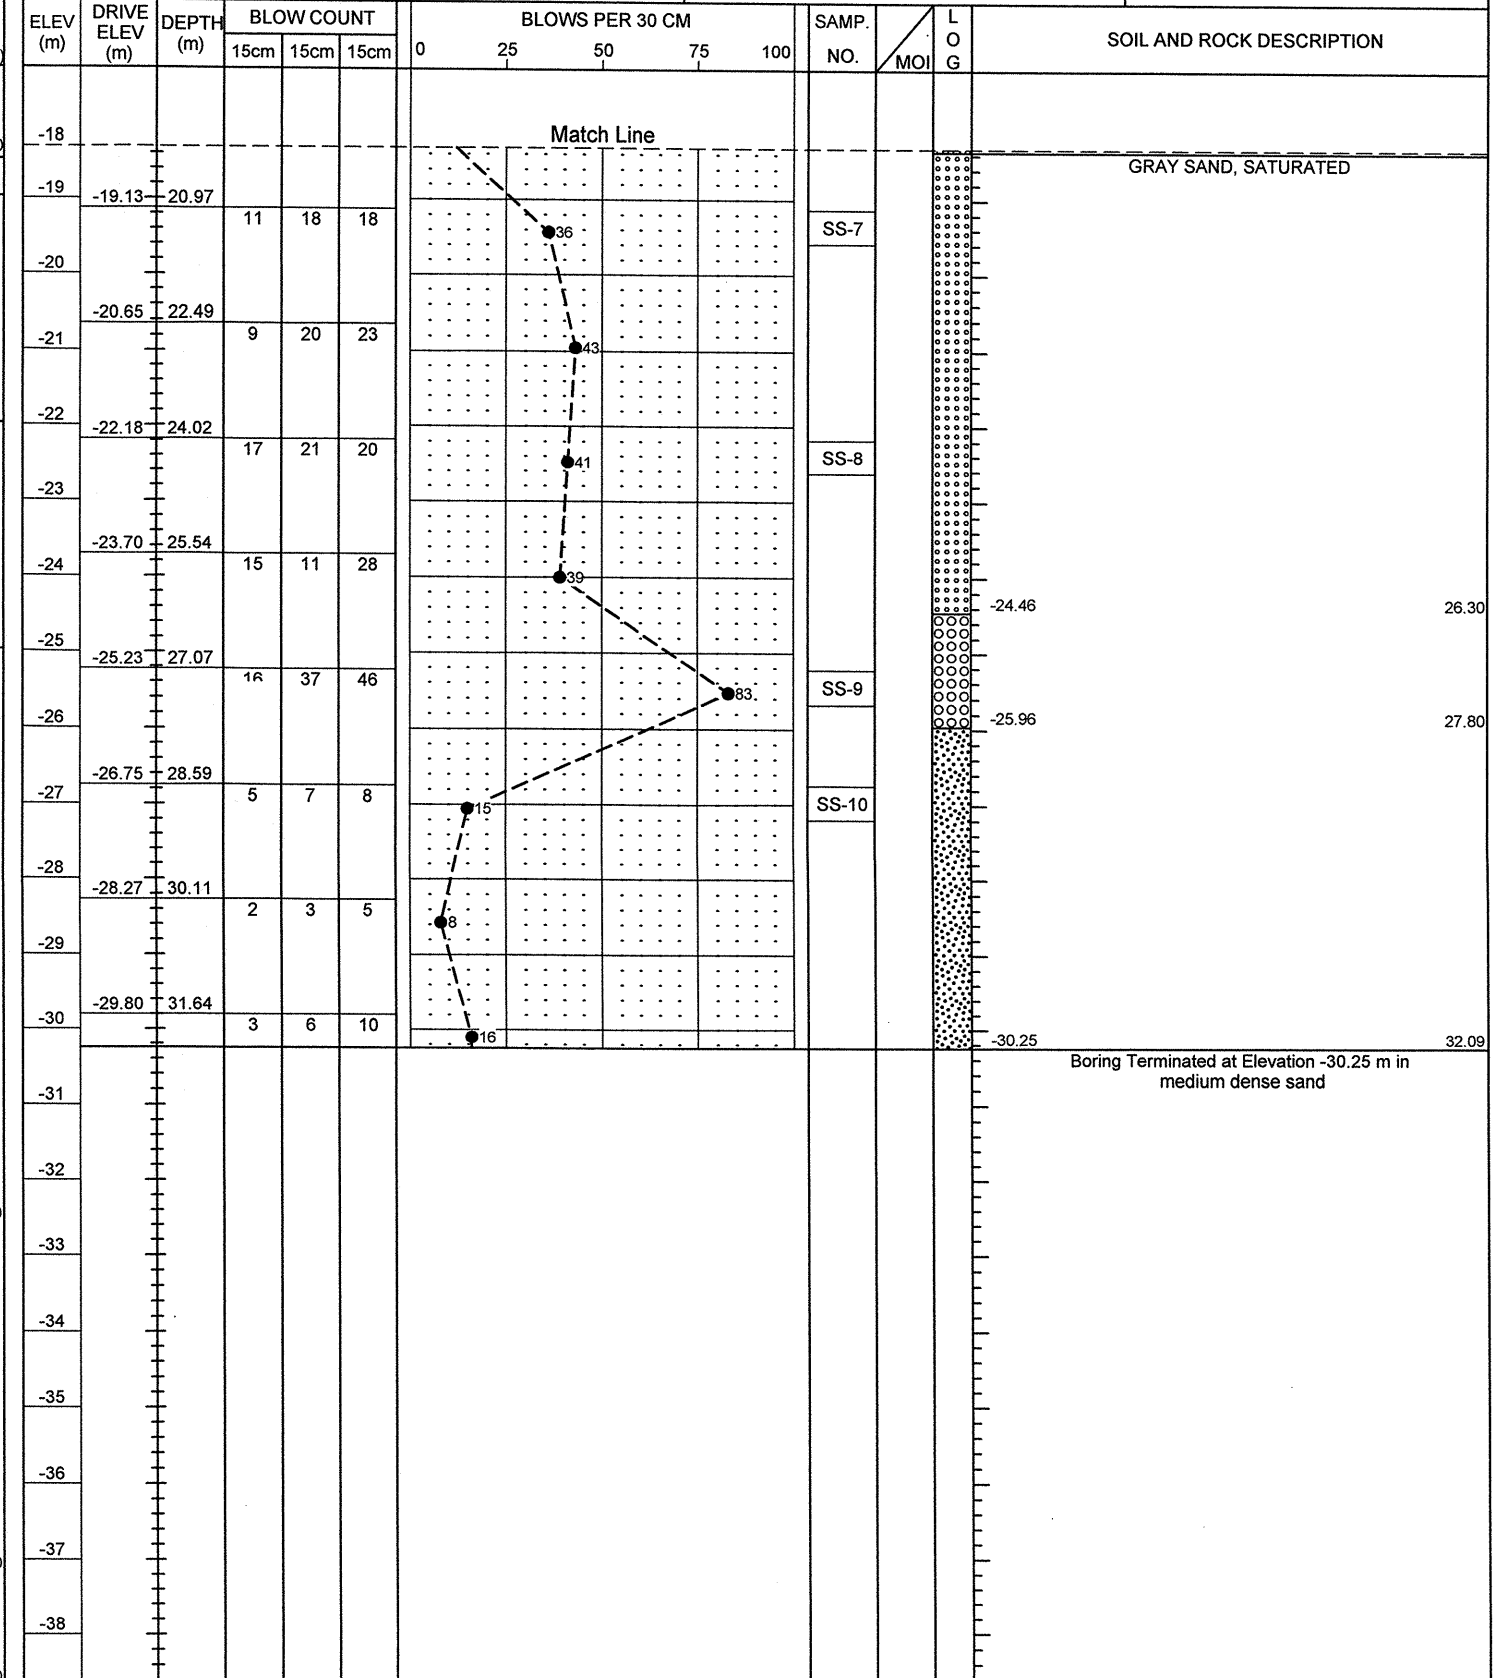 ELEV (m) DRIVE ELEV (m) DEPTH (m) BLOW COUNT BLOWS PER 30 CM SAMP. NO. MOI LOG SOIL AND ROCK DESCRIPTION
15cm 15cm 15cm 0 25 50 75 100
-18 Match Line
GRAY SAND, SATURATED
-19
-19.13 20.97
11 18 18 36 SS-7
-20
-20.65 22.49
9 20 23 43
-21
-22
-22.18 24.02
17 21 20 41 SS-8
-23
-23.70 25.54
-24 15 11 28 39
-24.46 26.30
-25
-25.23 27.07
16 37 46 83 SS-9
-26 -25.96 27.80
-26.75 28.59
-27 5 7 8 15 SS-10
-28
-28.27 30.11
2 3 5 8
-29
-29.80 31.64
-30 3 6 10 16
-30.25 32.09
Boring Terminated at Elevation -30.25 m in
medium dense sand
-31
-32
-33
-34
-35
-36
-37
-38